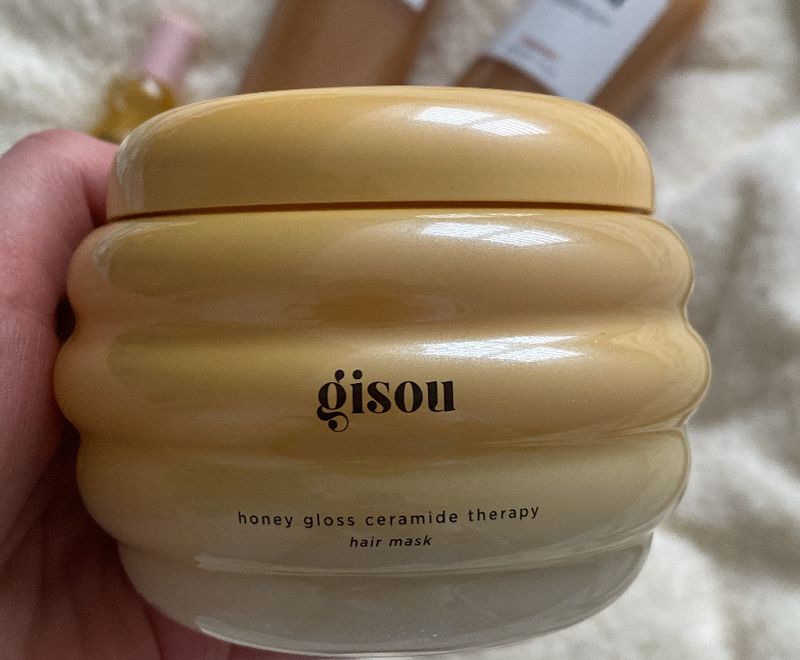 gisou
honey gloss ceramide therapy
hair mask